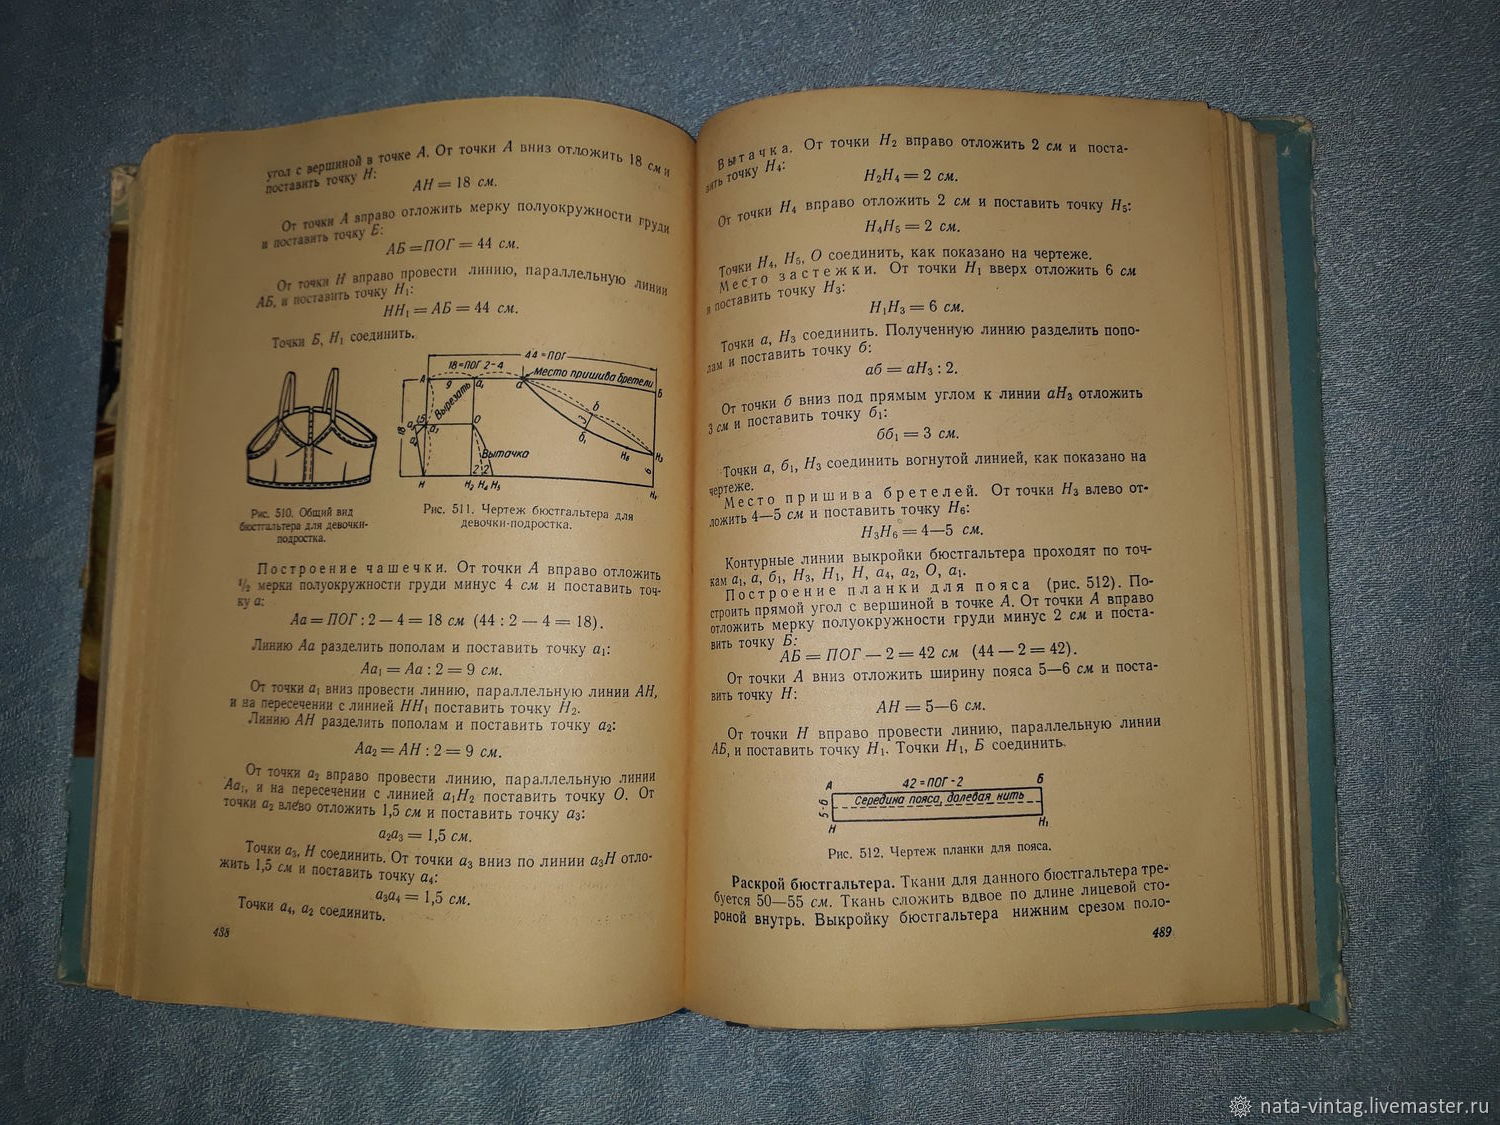 угол с вершиной в точке А. От точки А вниз отложить 18 см и
поставить точку Н:
АН = 18 см.
От точки А вправо отложить мерку полуокружности груди
и поставить точку Б:
АБ = ПОГ = 44 см.
От точки Н вправо провести линию, параллельную линии
АБ, и поставить точку Н₁:
НН₁ = АБ = 44 см.
Точки Б, Н₁ соединить.
44 = ПОГ
18=ПОГ 2-4
Место пришива бретели
А 9 а₁ а Б
Вырезать
б
3
б₁
18
О
Вытачка
Н₆ Н₃
6
2 2
Н Н₂ Н₄ Н₅ Н₁
Рис. 510. Общий вид
бюстгальтера для девочки-
подростка.
Рис. 511. Чертеж бюстгальтера для
девочки-подростка.
Построение чашечки. От точки А вправо отложить
½ мерки полуокружности груди минус 4 см и поставить точ-
ку а:
Аа = ПОГ : 2 — 4 = 18 см (44 : 2 — 4 = 18).
Линию Аа разделить пополам и поставить точку а₁:
Аа₁ = Аа : 2 = 9 см.
От точки а₁ вниз провести линию, параллельную линии АН,
и на пересечении с линией НН₁ поставить точку Н₂.
Линию АН разделить пополам и поставить точку а₂:
Аа₂ = АН : 2 = 9 см.
От точки а₂ вправо провести линию, параллельную линии
Аа₁, и на пересечении с линией а₁Н₂ поставить точку О. От
точки а₂ влево отложить 1,5 см и поставить точку а₃:
а₂а₃ = 1,5 см.
Точки а₃, Н соединить. От точки а₃ вниз по линии а₃Н отло-
жить 1,5 см и поставить точку а₄:
а₃а₄ = 1,5 см.
Точки а₄, а₂ соединить.
488
Вытачка. От точки Н₂ вправо отложить 2 см и поста-
вить точку Н₄:
Н₂Н₄ = 2 см.
От точки Н₄ вправо отложить 2 см и поставить точку Н₅:
Н₄Н₅ = 2 см.
Точки Н₄, Н₅, О соединить, как показано на чертеже.
Место застежки. От точки Н₁ вверх отложить 6 см
и поставить точку Н₃:
Н₁Н₃ = 6 см.
Точки а, Н₃ соединить. Полученную линию разделить попо-
лам и поставить точку б:
аб = аН₃ : 2.
От точки б вниз под прямым углом к линии аН₃ отложить
3 см и поставить точку б₁:
бб₁ = 3 см.
Точки а, б₁, Н₃ соединить вогнутой линией, как показано на
чертеже.
Место пришива бретелей. От точки Н₃ влево от-
ложить 4—5 см и поставить точку Н₆:
Н₃Н₆ = 4—5 см.
Контурные линии выкройки бюстгальтера проходят по точ-
кам а₁, а, б₁, Н₃, Н₁, Н, а₄, а₂, О, а₁.
Построение планки для пояса (рис. 512). По-
строить прямой угол с вершиной в точке А. От точки А вправо
отложить мерку полуокружности груди минус 2 см и поста-
вить точку Б:
АБ = ПОГ — 2 = 42 см (44 — 2 = 42).
От точки А вниз отложить ширину пояса 5—6 см и поста-
вить точку Н:
АН = 5—6 см.
От точки Н вправо провести линию, параллельную линии
АБ, и поставить точку Н₁. Точки Н₁, Б соединить.
А 42 = ПОГ-2 Б
5-6
Середина пояса, долевая нить
Н Н₁
Рис. 512. Чертеж планки для пояса.
Раскрой бюстгальтера. Ткани для данного бюстгальтера тре-
буется 50—55 см. Ткань сложить вдвое по длине лицевой сто-
роной внутрь. Выкройку бюстгальтера нижним срезом поло-
489
nata-vintag.livemaster.ru